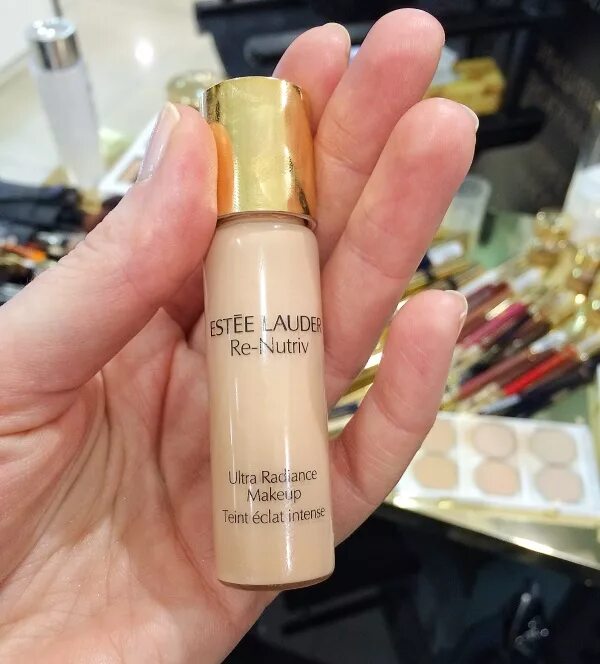 ESTĒE LAUDER
Re-Nutriv
Ultra Radiance
Makeup
Teint éclat intense